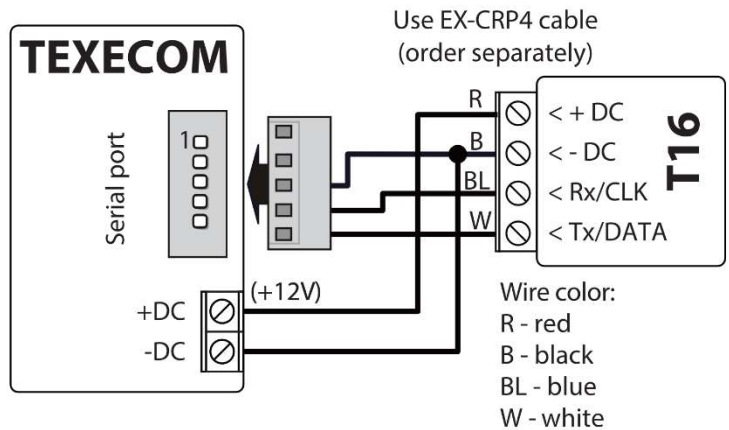 Use EX-CRP4 cable
(order separately)
TEXECOM
Serial port
1
+DC
-DC
(+12V)
R
B
BL
W
< + DC
< - DC
< Rx/CLK
< Tx/DATA
T16
Wire color:
R - red
B - black
BL - blue
W - white